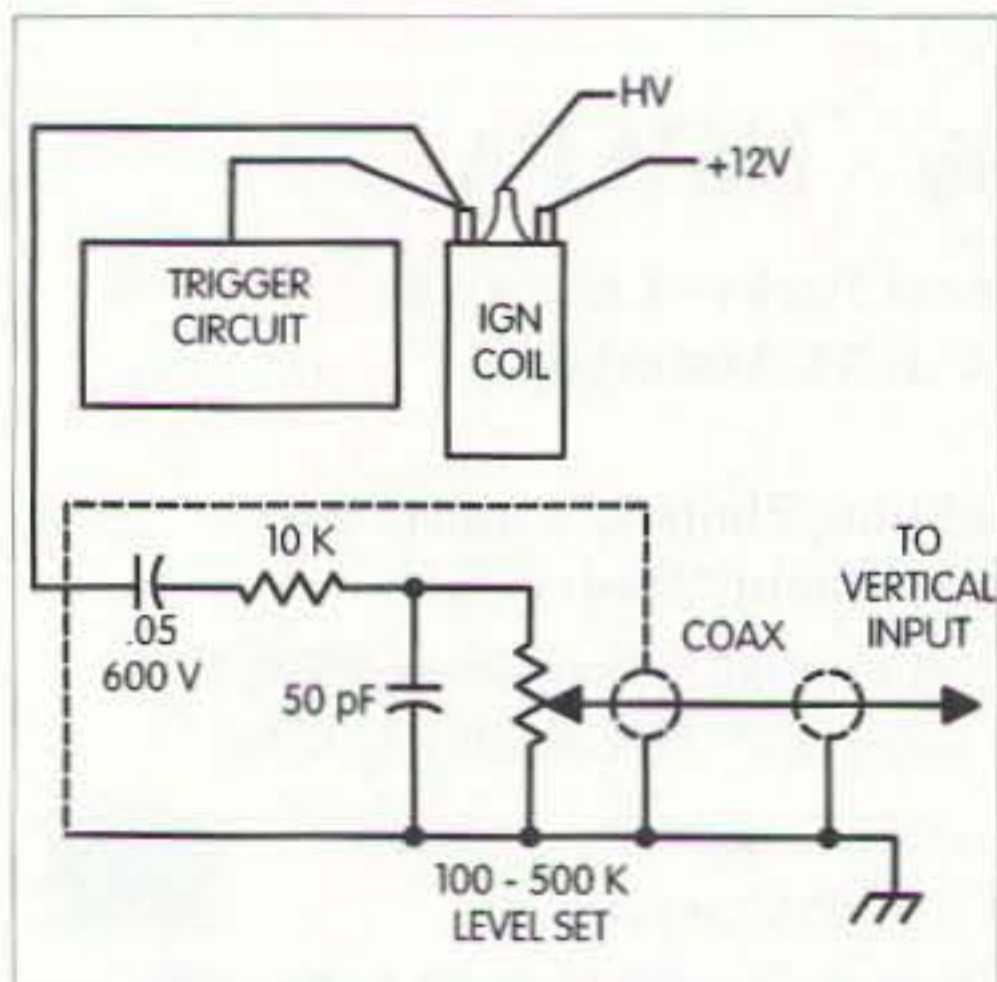 HV
+12V
TRIGGER
CIRCUIT
IGN
COIL
10 K
.05
600 V
50 pF
COAX
TO
VERTICAL
INPUT
100 - 500 K
LEVEL SET